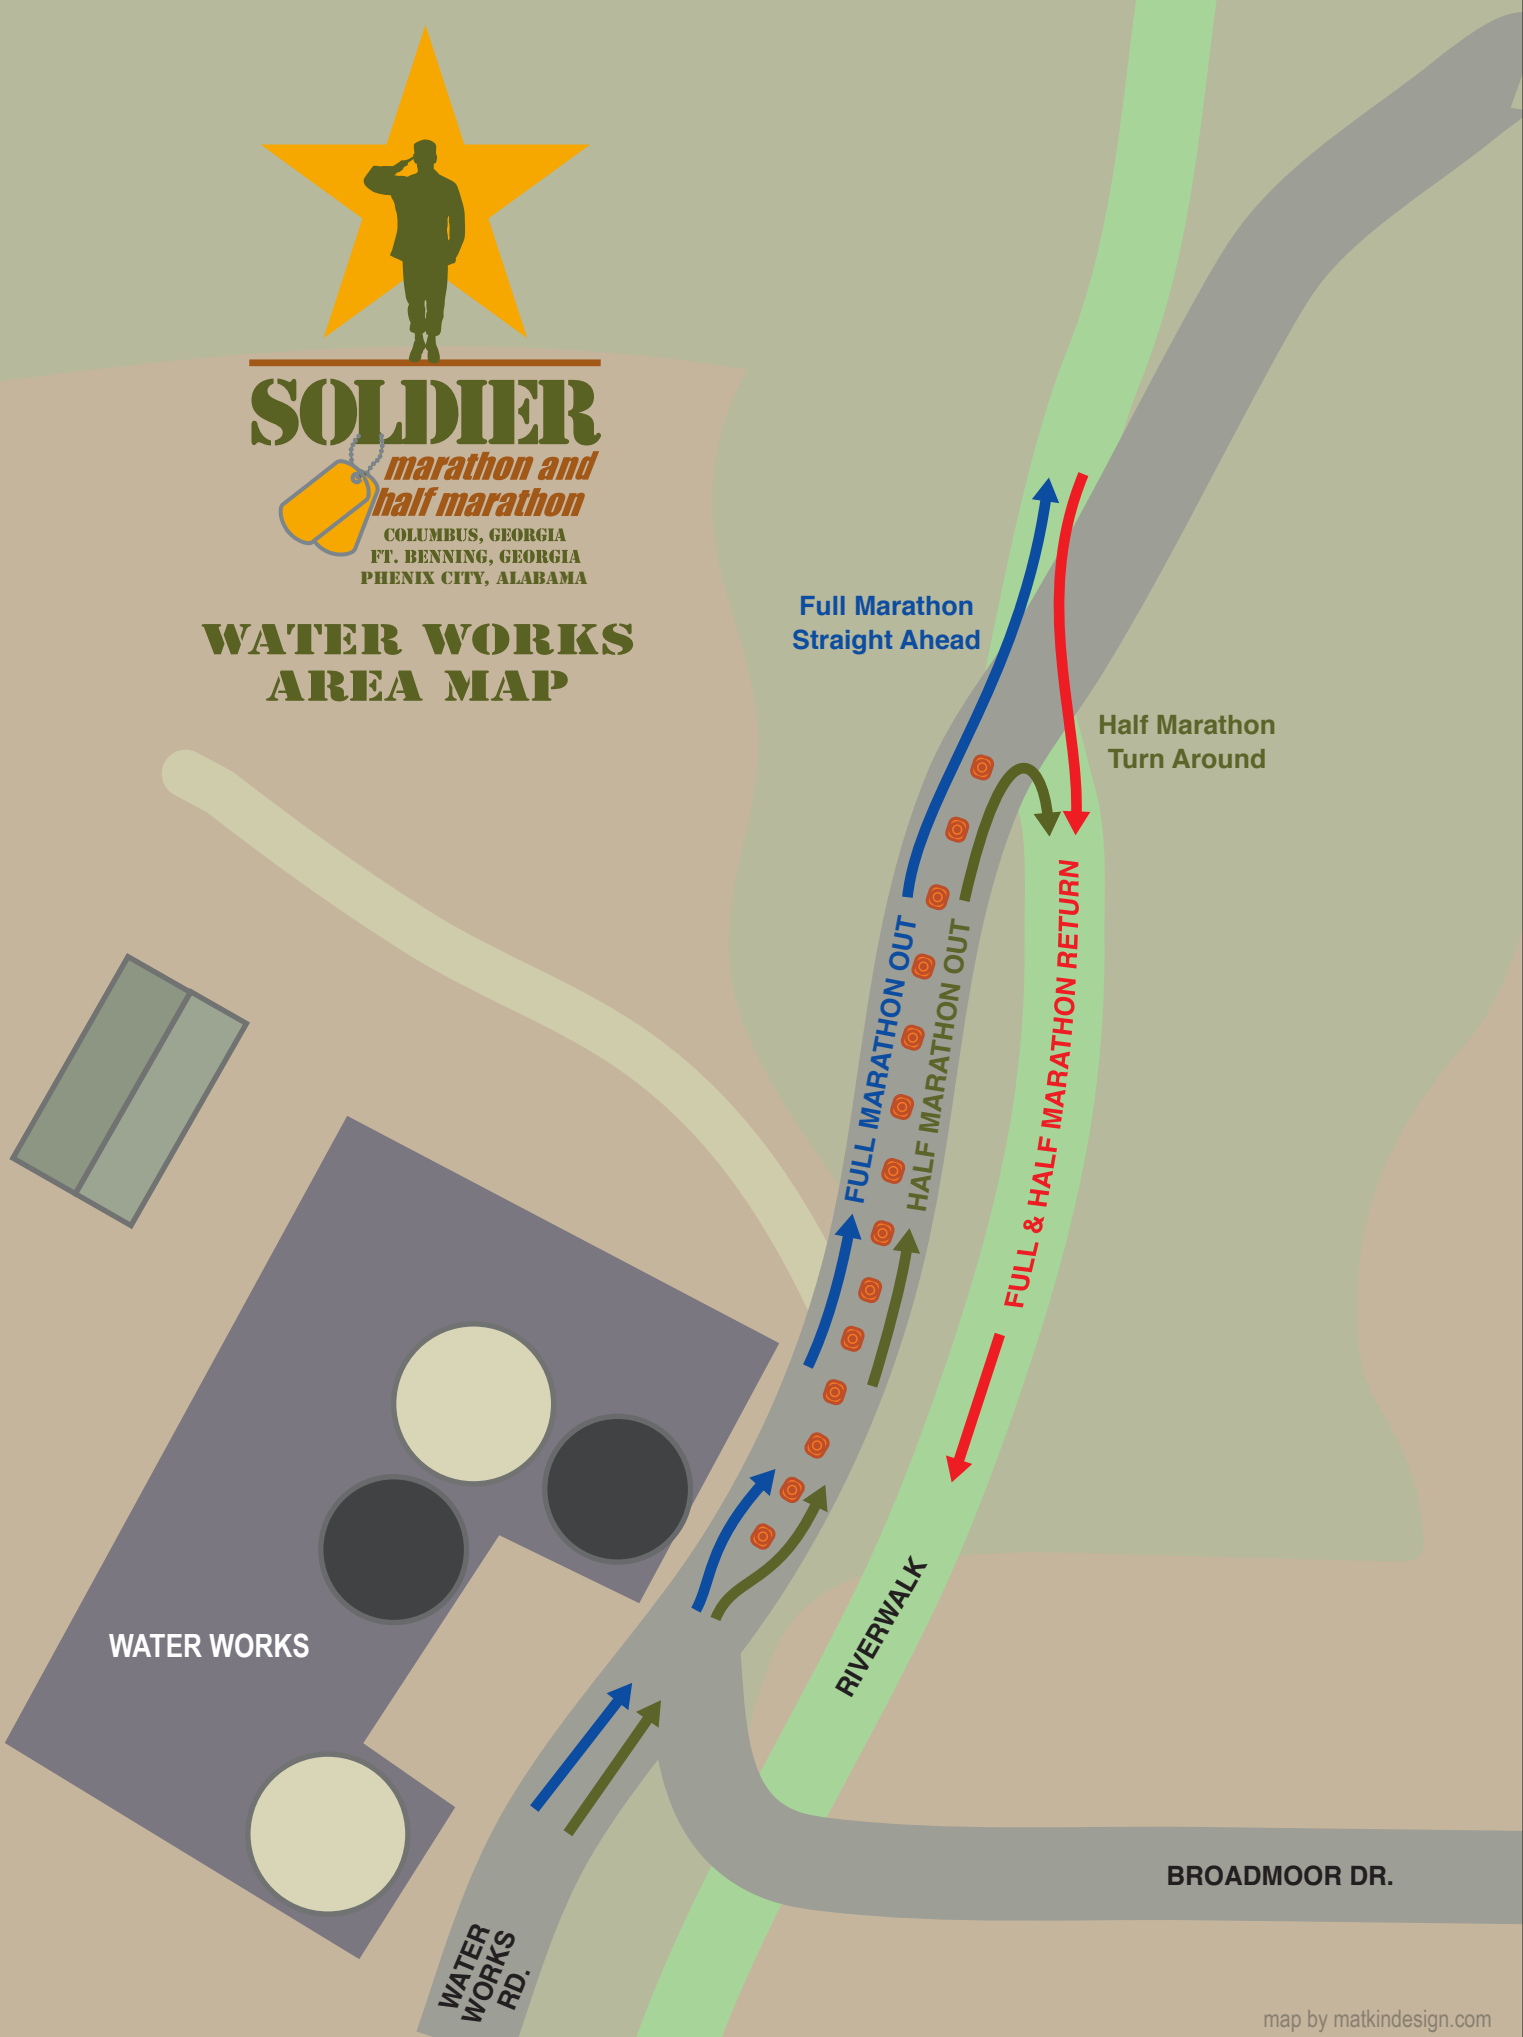 SOLDIER
marathon and
half marathon
COLUMBUS, GEORGIA
FT. BENNING, GEORGIA
PHENIX CITY, ALABAMA
WATER WORKS
AREA MAP
Full Marathon
Straight Ahead
Half Marathon
Turn Around
FULL MARATHON OUT
HALF MARATHON OUT
FULL & HALF MARATHON RETURN
RIVERWALK
WATER WORKS
BROADMOOR DR.
WATER
WORKS
RD.
map by matkindesign.com